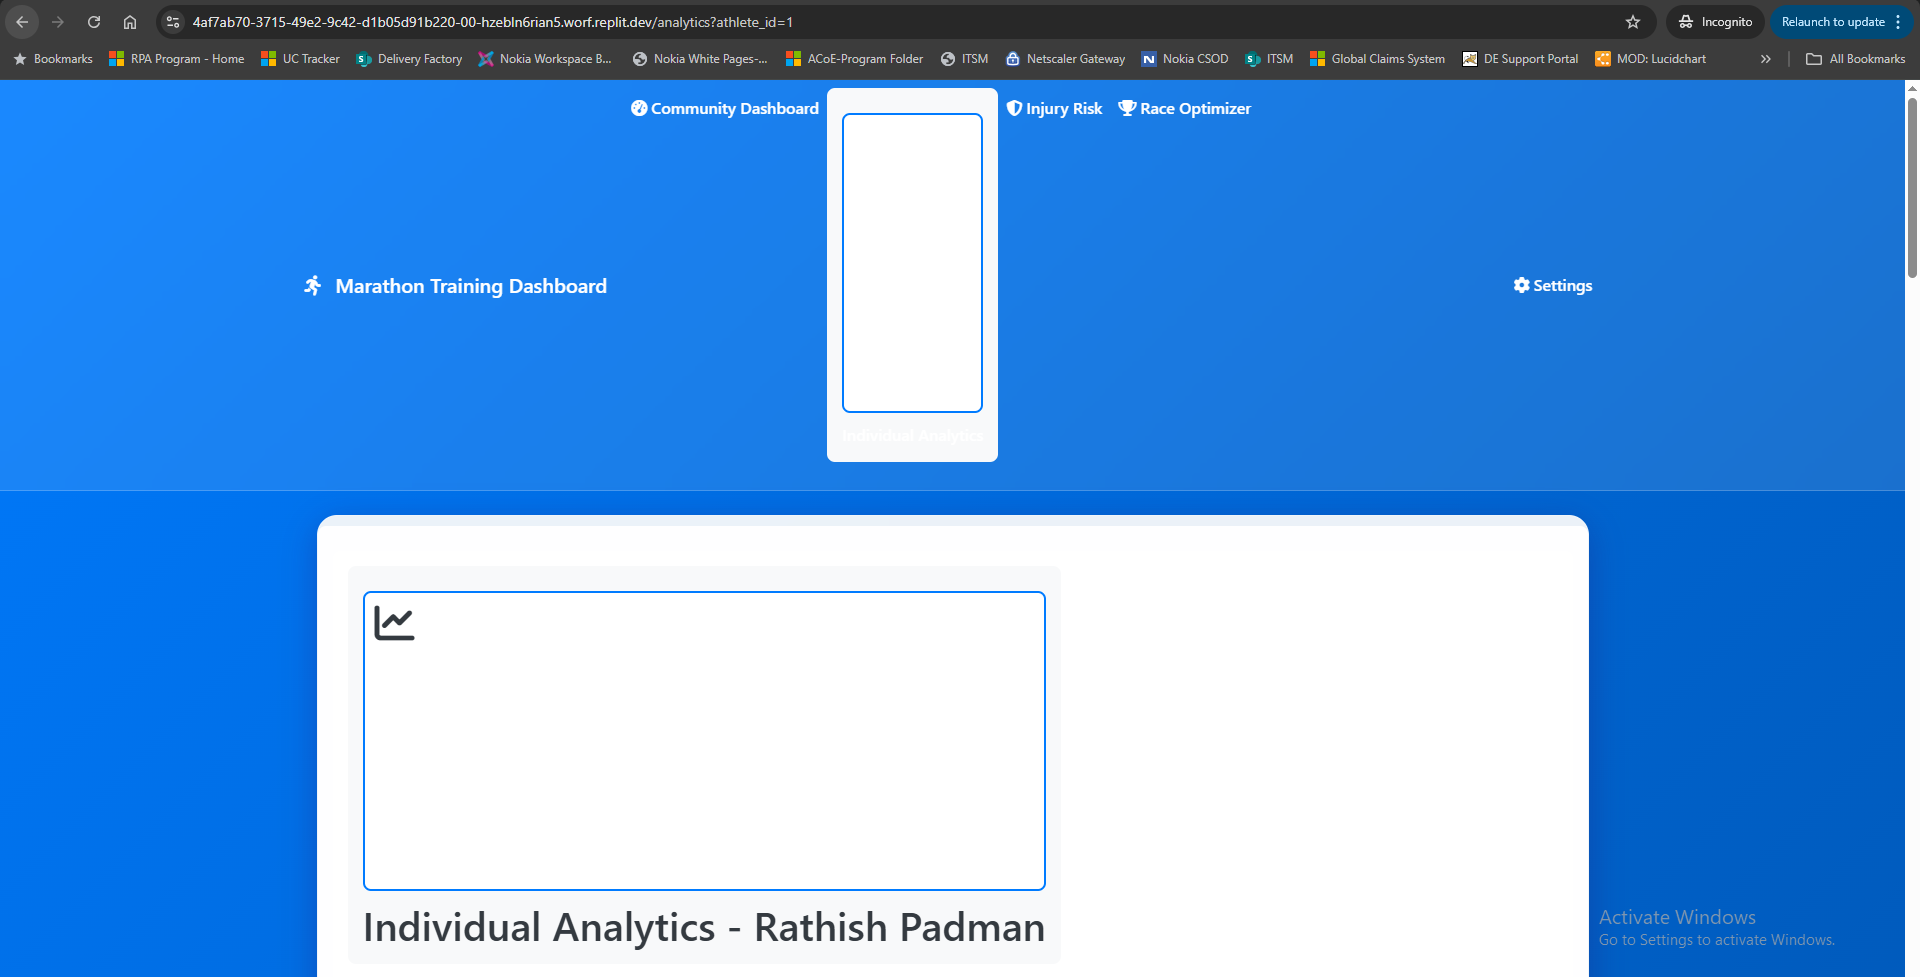 4af7ab70-3715-49e2-9c42-d1b05d91b220-00-hzebln6rian5.worf.replit.dev/analytics?athlete_id=1
Incognito
Relaunch to update
Bookmarks
RPA Program - Home
UC Tracker
Delivery Factory
Nokia Workspace B...
Nokia White Pages-...
ACoE-Program Folder
ITSM
Netscaler Gateway
Nokia CSOD
ITSM
Global Claims System
DE Support Portal
MOD: Lucidchart
All Bookmarks
Community Dashboard
Injury Risk
Race Optimizer
Marathon Training Dashboard
Settings
Individual Analytics
Individual Analytics - Rathish Padman
Activate Windows
Go to Settings to activate Windows.